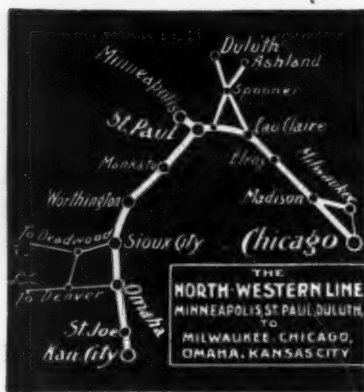 Duluth
Ashland
Minneapolis
Spooner
St. Paul
Eau Claire
Mankato
Elroy
Milwaukee
Worthington
Madison
To Deadwood
Sioux City
Chicago
To Denver
Omaha
St. Joe
Kan. City
THE
NORTH-WESTERN LINE
MINNEAPOLIS, ST. PAUL, DULUTH,
TO
MILWAUKEE, CHICAGO,
OMAHA, KANSAS CITY